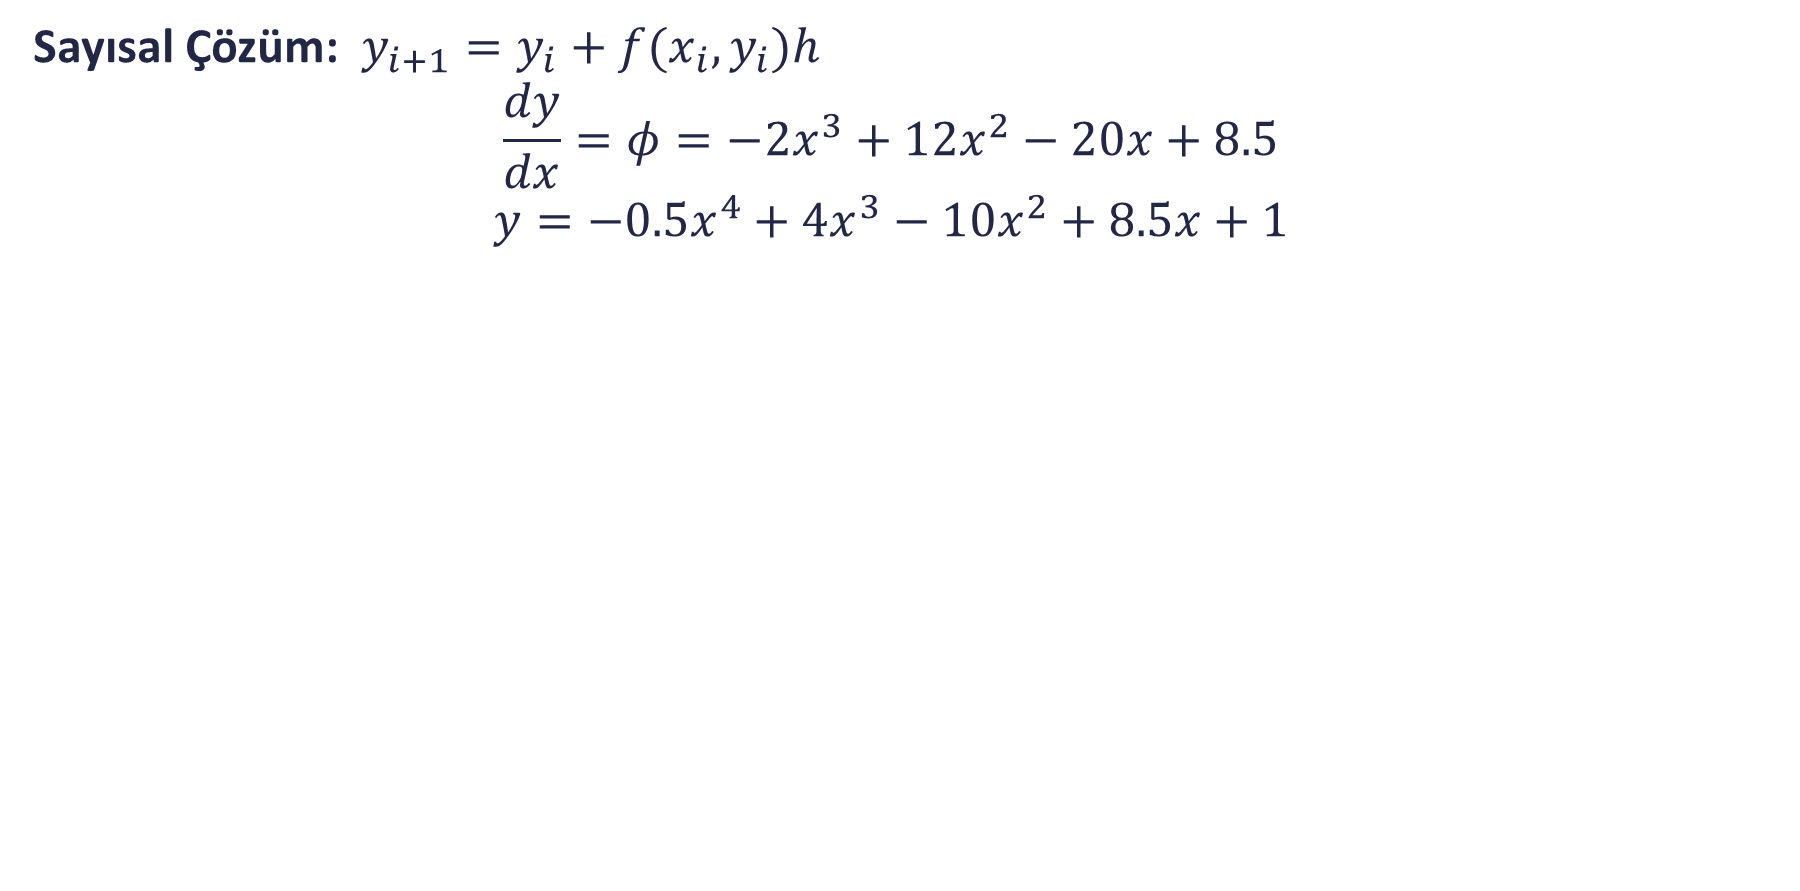 Sayısal Çözüm: y_{i+1} = y_i + f(x_i, y_i)h
dy/dx = ϕ = −2x³ + 12x² − 20x + 8.5
y = −0.5x⁴ + 4x³ − 10x² + 8.5x + 1